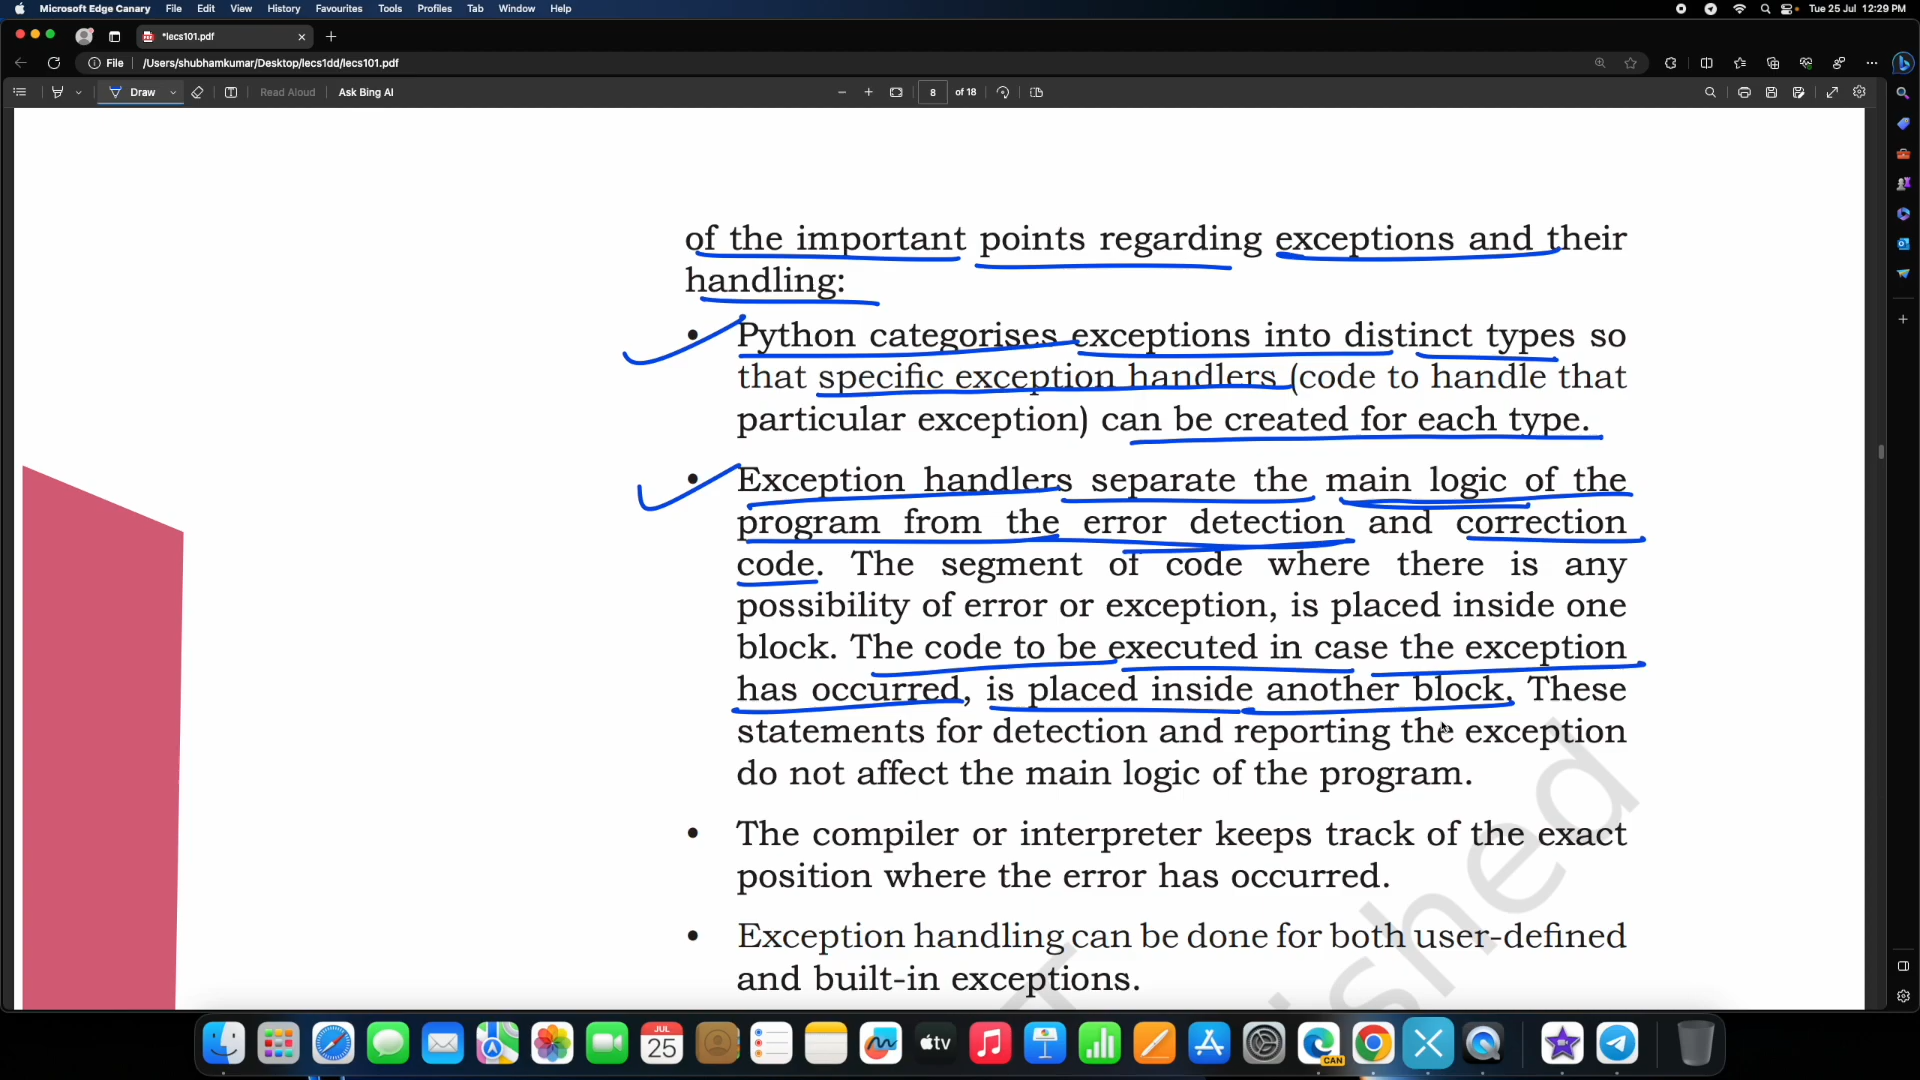 Microsoft Edge Canary File Edit View History Favourites Tools Profiles Tab Window Help Tue 25 Jul 12:29 PM
*lecs101.pdf
File /Users/shubhamkumar/Desktop/lecs1dd/lecs101.pdf
Draw Read Aloud Ask Bing AI 8 of 18
of the important points regarding exceptions and their
handling:
• Python categorises exceptions into distinct types so
that specific exception handlers (code to handle that
particular exception) can be created for each type.
• Exception handlers separate the main logic of the
program from the error detection and correction
code. The segment of code where there is any
possibility of error or exception, is placed inside one
block. The code to be executed in case the exception
has occurred, is placed inside another block. These
statements for detection and reporting the exception
do not affect the main logic of the program.
• The compiler or interpreter keeps track of the exact
position where the error has occurred.
• Exception handling can be done for both user-defined
and built-in exceptions.
shed
JUL
25
tv
CAN